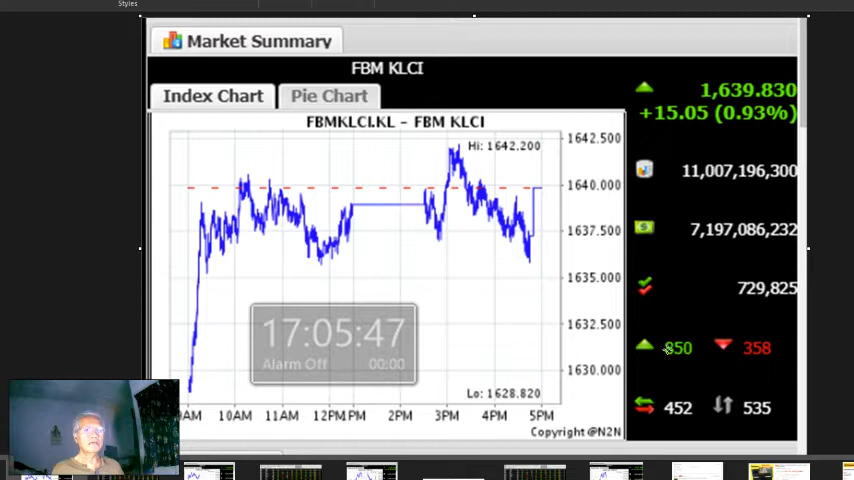 Styles
Market Summary
FBM KLCI
Index Chart
Pie Chart
FBMKLCI.KL - FBM KLCI
Hi: 1642.200
1642.500
1640.000
1637.500
1635.000
1632.500
1630.000
Lo: 1628.820
17:05:47
Alarm Off 00:00
AM 10AM 11AM 12PM 1PM 2PM 3PM 4PM 5PM
Copyright @N2N
1,639.830
+15.05 (0.93%)
11,007,196,300
7,197,086,232
729,825
850 358
452 535